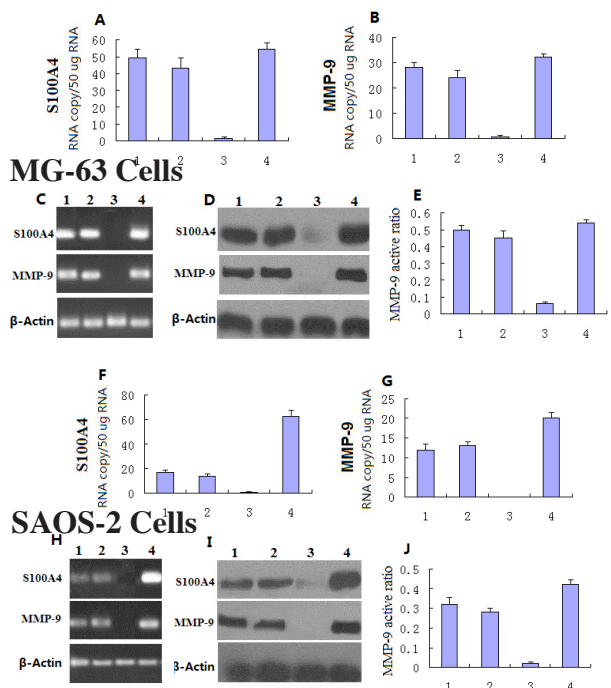 A
S100A4
RNA copy/50 ug RNA
60
50
40
30
20
10
0
1 2 3 4
B
MMP-9
RNA copy/50 ug RNA
40
30
20
10
0
1 2 3 4
MG-63 Cells
C
1 2 3 4
S100A4
MMP-9
β-Actin
D
1 2 3 4
S100A4
MMP-9
β-Actin
E
MMP-9 active ratio
0.6
0.5
0.4
0.3
0.2
0.1
0
1 2 3 4
F
S100A4
RNA copy/50 ug RNA
80
60
40
20
0
1 2 3 4
G
MMP-9
RNA copy/50 ug RNA
25
20
15
10
5
0
1 2 3 4
SAOS-2 Cells
H
1 2 3 4
S100A4
MMP-9
β-Actin
I
1 2 3 4
S100A4
MMP-9
β-Actin
J
MMP-9 active ratio
0.5
0.4
0.3
0.2
0.1
0
1 2 3 4